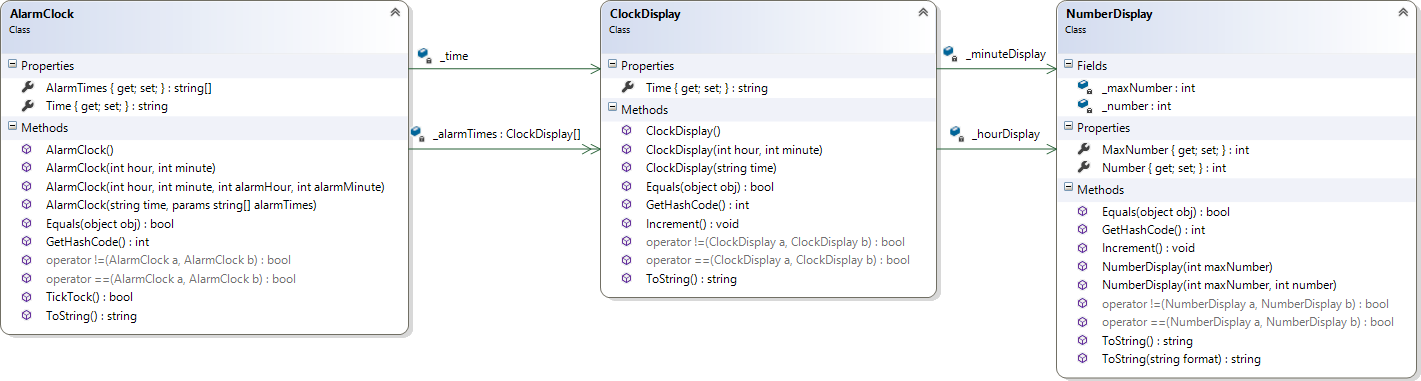 AlarmClock
Class
Properties
AlarmTimes { get; set; } : string[]
Time { get; set; } : string
Methods
AlarmClock()
AlarmClock(int hour, int minute)
AlarmClock(int hour, int minute, int alarmHour, int alarmMinute)
AlarmClock(string time, params string[] alarmTimes)
Equals(object obj) : bool
GetHashCode() : int
operator !=(AlarmClock a, AlarmClock b) : bool
operator ==(AlarmClock a, AlarmClock b) : bool
TickTock() : bool
ToString() : string
_time
_alarmTimes : ClockDisplay[]
ClockDisplay
Class
Properties
Time { get; set; } : string
Methods
ClockDisplay()
ClockDisplay(int hour, int minute)
ClockDisplay(string time)
Equals(object obj) : bool
GetHashCode() : int
Increment() : void
operator !=(ClockDisplay a, ClockDisplay b) : bool
operator ==(ClockDisplay a, ClockDisplay b) : bool
ToString() : string
_minuteDisplay
_hourDisplay
NumberDisplay
Class
Fields
_maxNumber : int
_number : int
Properties
MaxNumber { get; set; } : int
Number { get; set; } : int
Methods
Equals(object obj) : bool
GetHashCode() : int
Increment() : void
NumberDisplay(int maxNumber)
NumberDisplay(int maxNumber, int number)
operator !=(NumberDisplay a, NumberDisplay b) : bool
operator ==(NumberDisplay a, NumberDisplay b) : bool
ToString() : string
ToString(string format) : string